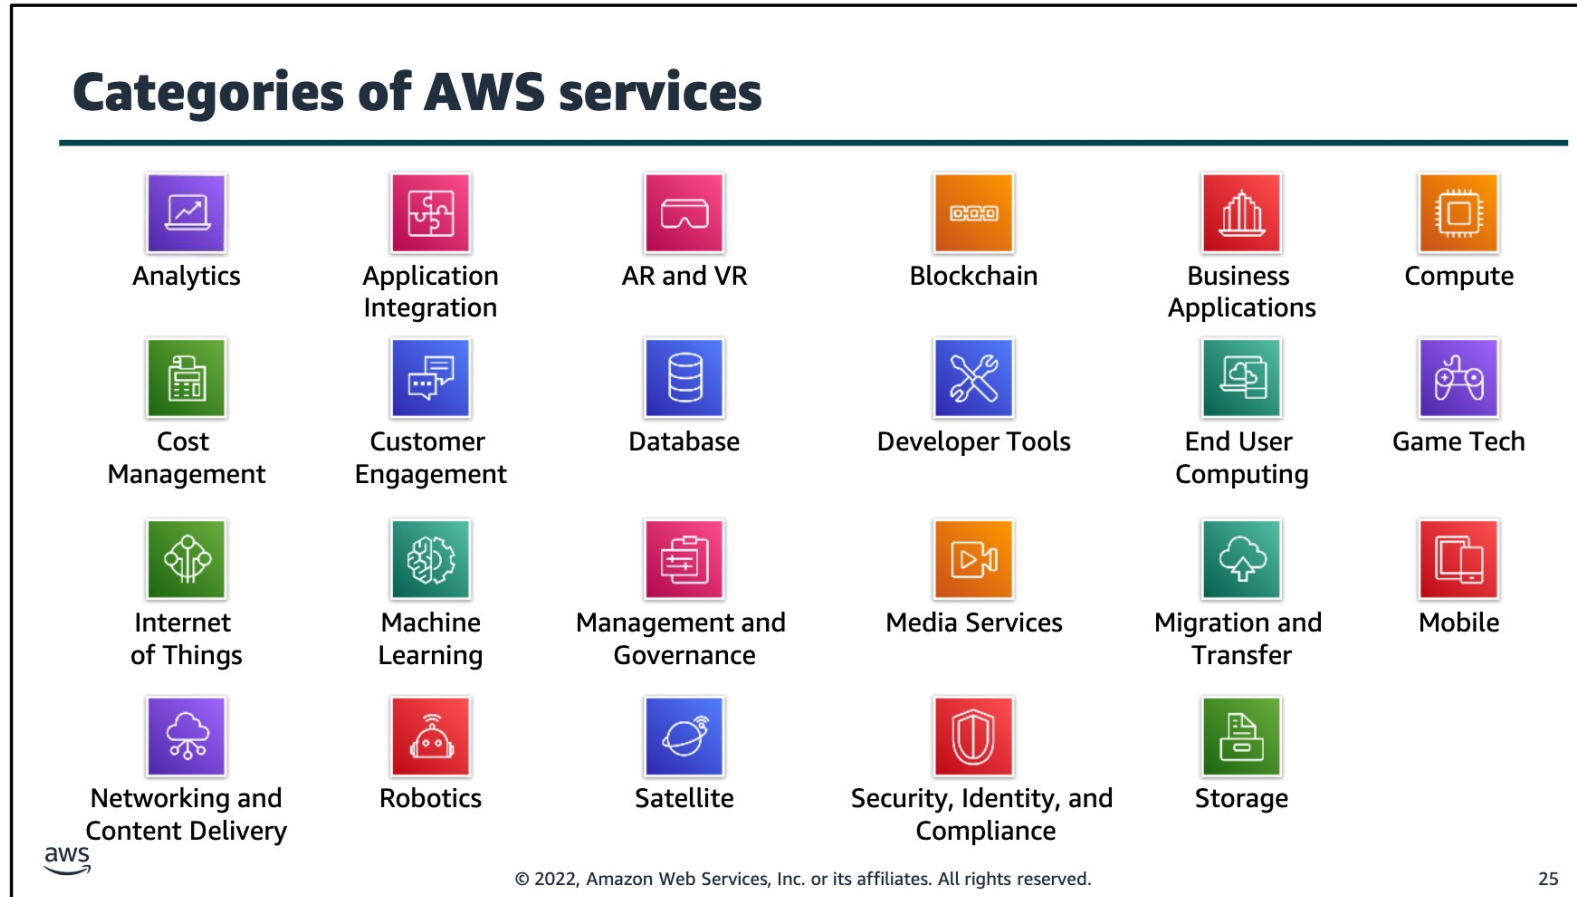 Categories of AWS services
Analytics
Application
Integration
AR and VR
Blockchain
Business
Applications
Compute
Cost
Management
Customer
Engagement
Database
Developer Tools
End User
Computing
Game Tech
Internet
of Things
Machine
Learning
Management and
Governance
Media Services
Migration and
Transfer
Mobile
Networking and
Content Delivery
Robotics
Satellite
Security, Identity, and
Compliance
Storage
aws
© 2022, Amazon Web Services, Inc. or its affiliates. All rights reserved.
25